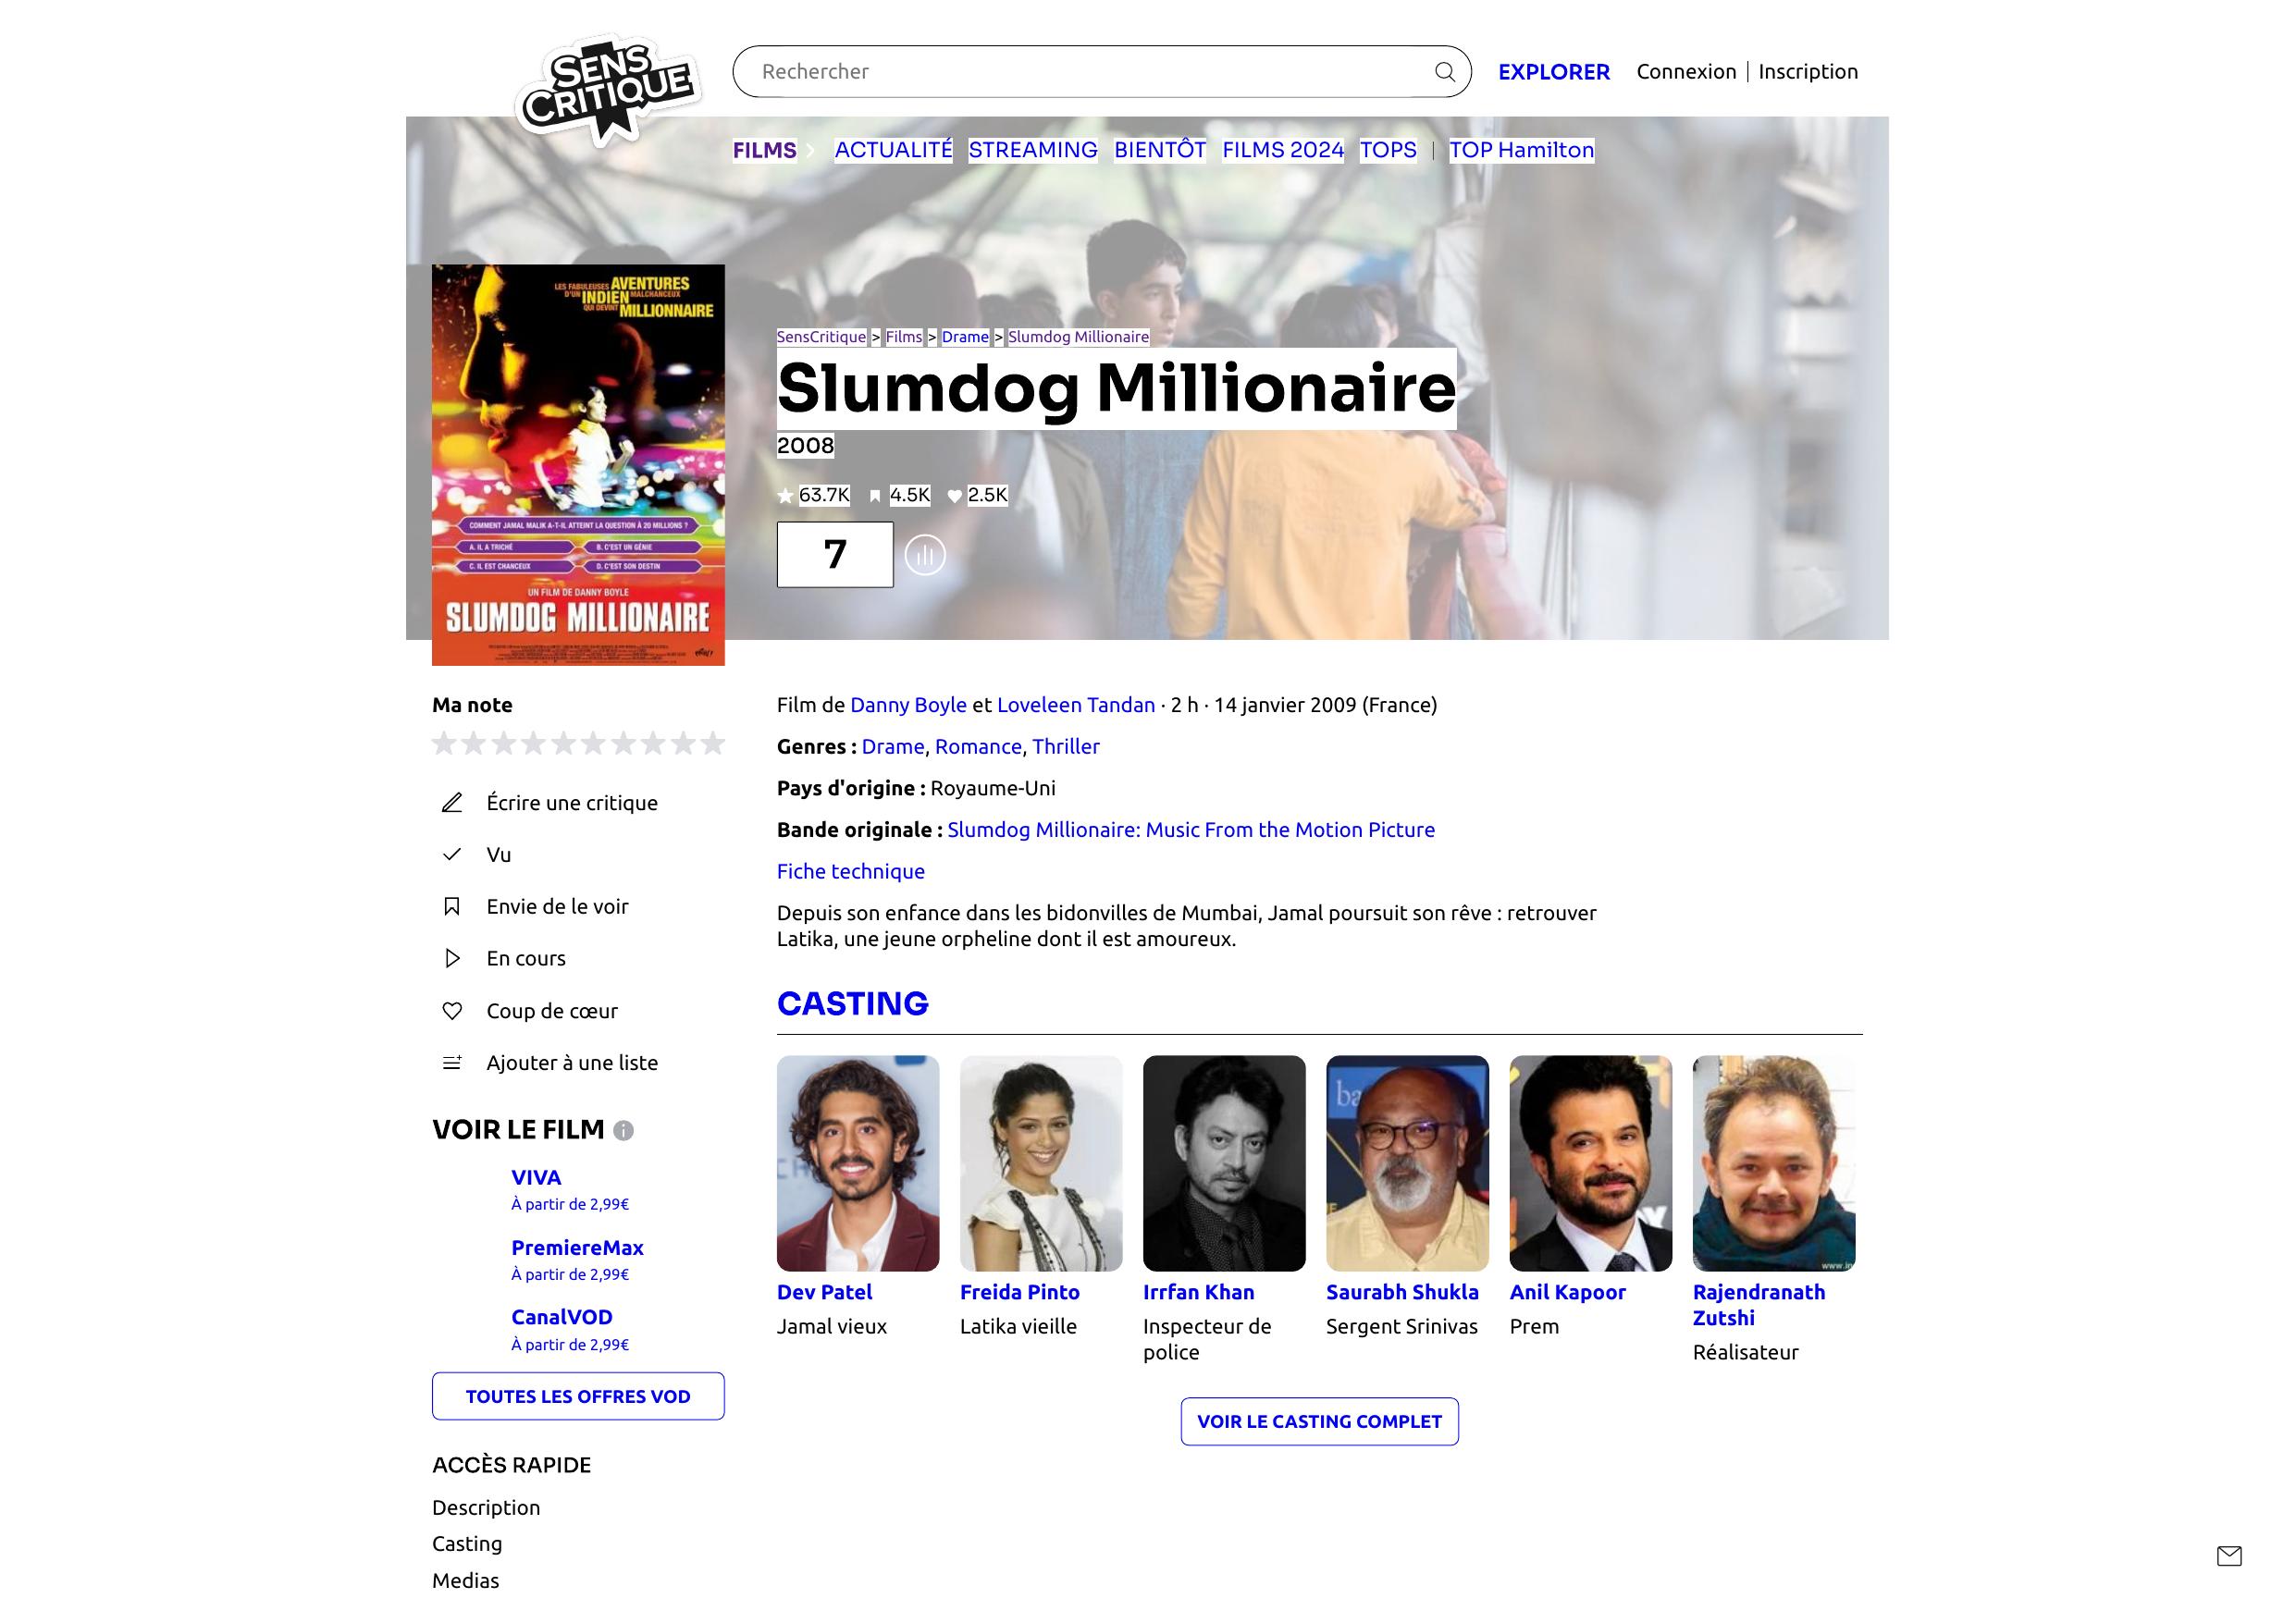 SENS
CRITIQUE
Rechercher
EXPLORER
Connexion | Inscription
FILMS ACTUALITÉ STREAMING BIENTÔT FILMS 2024 TOPS | TOP Hamilton
LES FABULEUSES AVENTURES
D'UN INDIEN MALCHANCEUX
QUI DEVINT MILLIONNAIRE
COMMENT JAMAL MALIK A-T-IL ATTEINT LA QUESTION À 20 MILLIONS ?
A. IL A TRICHÉ
B. C'EST UN GÉNIE
C. IL EST CHANCEUX
D. C'EST SON DESTIN
UN FILM DE DANNY BOYLE
SLUMDOG MILLIONAIRE
SensCritique > Films > Drame > Slumdog Millionaire
Slumdog Millionaire
2008
63.7K 4.5K 2.5K
7
Ma note
Écrire une critique
Vu
Envie de le voir
En cours
Coup de cœur
Ajouter à une liste
VOIR LE FILM
VIVA
À partir de 2,99€
PremiereMax
À partir de 2,99€
CanalVOD
À partir de 2,99€
TOUTES LES OFFRES VOD
ACCÈS RAPIDE
Description
Casting
Medias
Film de Danny Boyle et Loveleen Tandan · 2 h · 14 janvier 2009 (France)
Genres : Drame, Romance, Thriller
Pays d'origine : Royaume-Uni
Bande originale : Slumdog Millionaire: Music From the Motion Picture
Fiche technique
Depuis son enfance dans les bidonvilles de Mumbai, Jamal poursuit son rêve : retrouver
Latika, une jeune orpheline dont il est amoureux.
CASTING
Dev Patel
Jamal vieux
Freida Pinto
Latika vieille
Irrfan Khan
Inspecteur de
police
Saurabh Shukla
Sergent Srinivas
Anil Kapoor
Prem
Rajendranath
Zutshi
Réalisateur
VOIR LE CASTING COMPLET